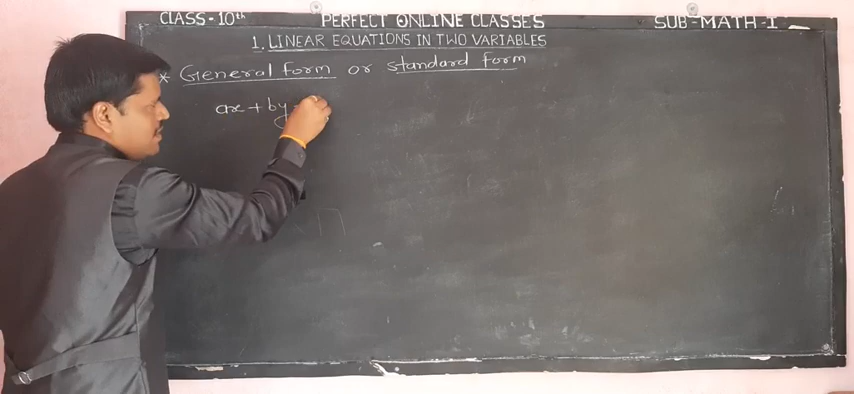 CLASS-10th PERFECT ONLINE CLASSES SUB-MATH-I
1. LINEAR EQUATIONS IN TWO VARIABLES
* General form or standard form
ax + by